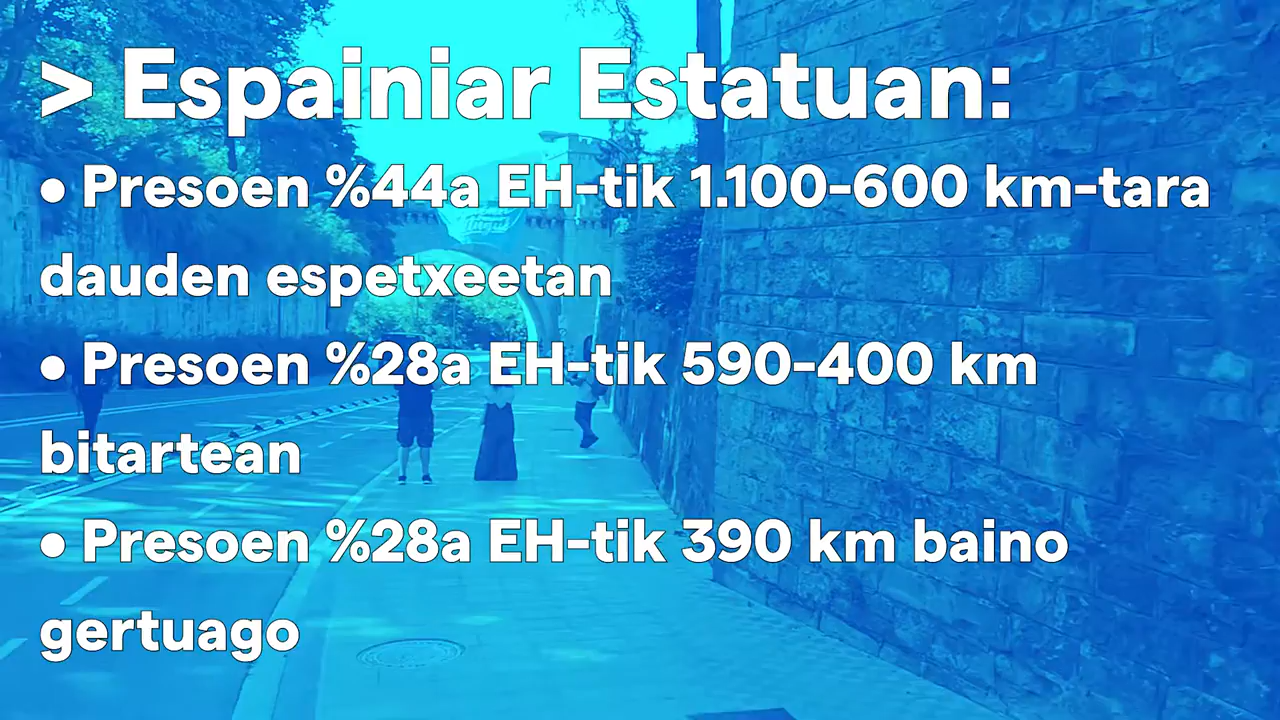 > Espainiar Estatuan:
• Presoen %44a EH-tik 1.100-600 km-tara
dauden espetxeetan
• Presoen %28a EH-tik 590-400 km
bitartean
• Presoen %28a EH-tik 390 km baino
gertuago